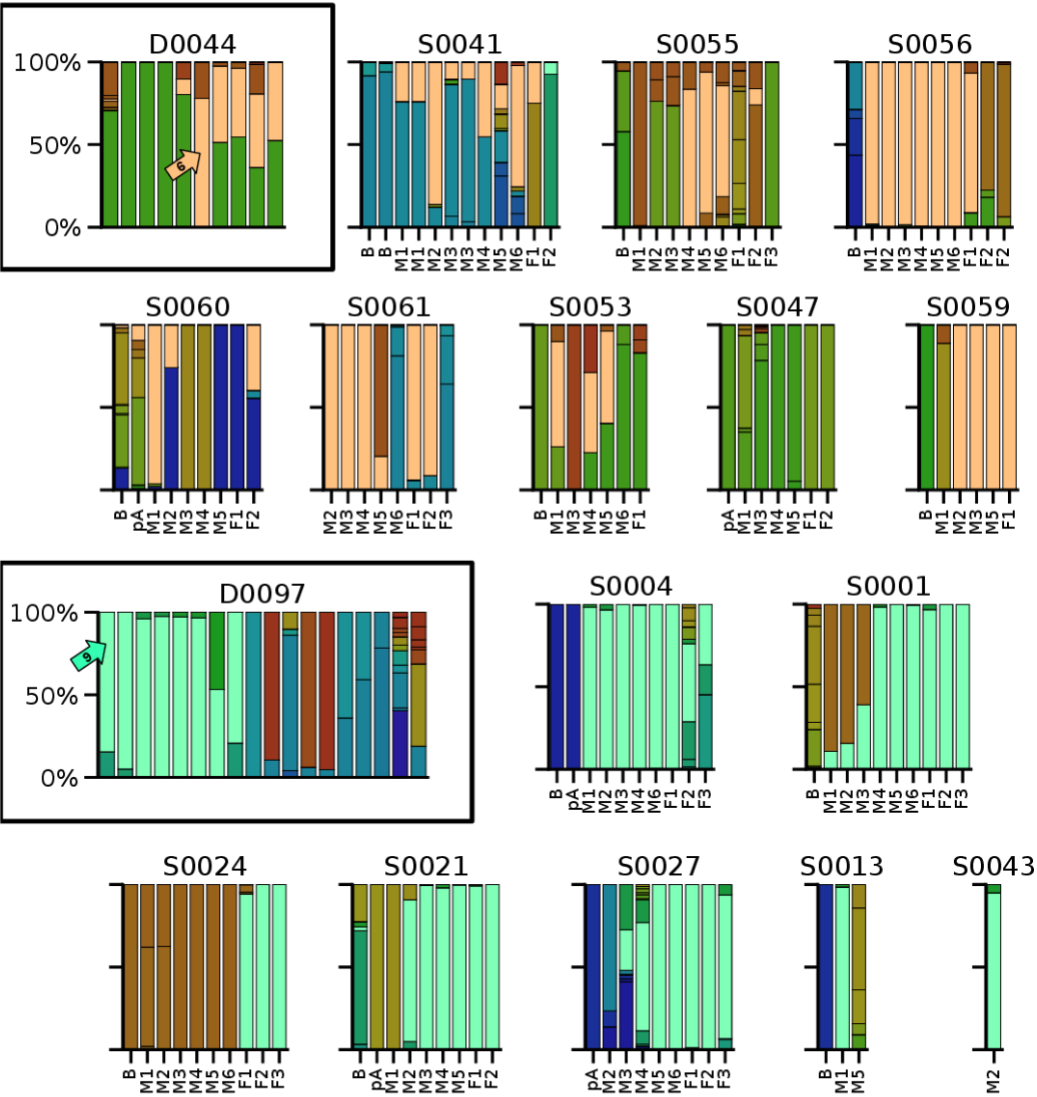 D0044 S0041 S0055 S0056
100%
50%
6
0%
B B M1 M1 M2 M3 M3 M4 M5 M6 F1 F2
B M1 M2 M3 M4 M5 M6 F1 F2 F3
B M1 M2 M3 M4 M5 M6 F1 F2 F2
S0060 S0061 S0053 S0047 S0059
B pA M1 M2 M3 M4 M5 F1 F2
M2 M3 M4 M5 M6 F1 F2 F3
B M1 M3 M4 M5 M6 F1
pA M1 M3 M4 M5 F1 F2
B M1 M2 M3 M5 F1
D0097 S0004 S0001
100%
9
50%
0%
B pA M1 M2 M3 M4 M6 F1 F2 F3
B M1 M2 M3 M4 M5 M6 F1 F2 F3
S0024 S0021 S0027 S0013 S0043
B M1 M2 M3 M4 M5 M6 F1 F2 F3
B pA M1 M2 M3 M4 M5 F1 F2
pA M2 M3 M4 M5 M6 F1 F2 F3
B M1 M5
M2